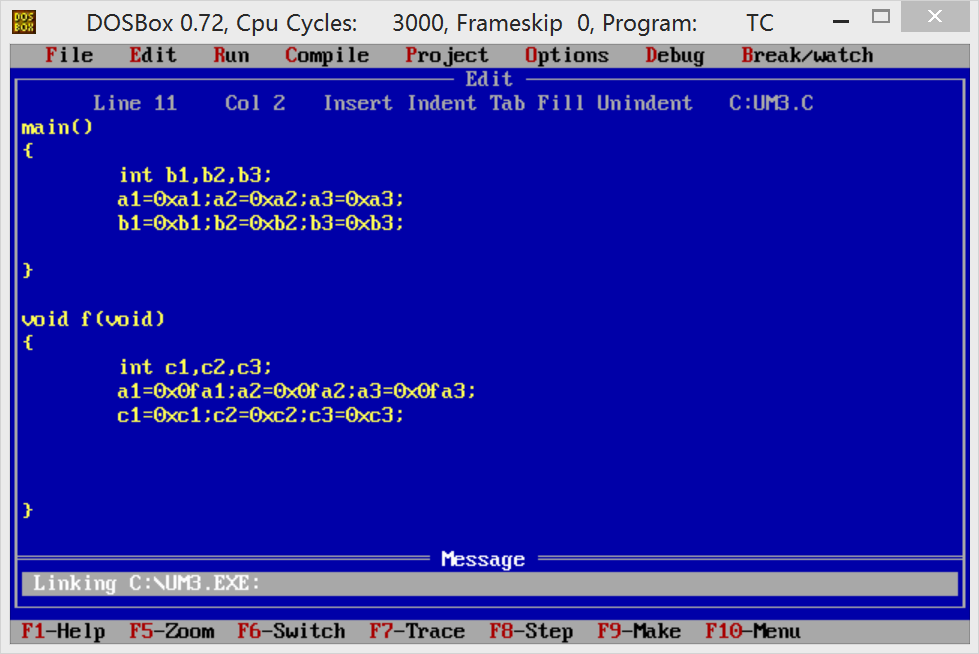 DOS BOX
DOSBox 0.72, Cpu Cycles: 3000, Frameskip 0, Program: TC
File Edit Run Compile Project Options Debug Break/watch
Edit
Line 11 Col 2 Insert Indent Tab Fill Unindent C:UM3.C
main()
{
int b1,b2,b3;
a1=0xa1;a2=0xa2;a3=0xa3;
b1=0xb1;b2=0xb2;b3=0xb3;
}
void f(void)
{
int c1,c2,c3;
a1=0x0fa1;a2=0x0fa2;a3=0x0fa3;
c1=0xc1;c2=0xc2;c3=0xc3;
}
Message
Linking C:\UM3.EXE:
F1-Help F5-Zoom F6-Switch F7-Trace F8-Step F9-Make F10-Menu